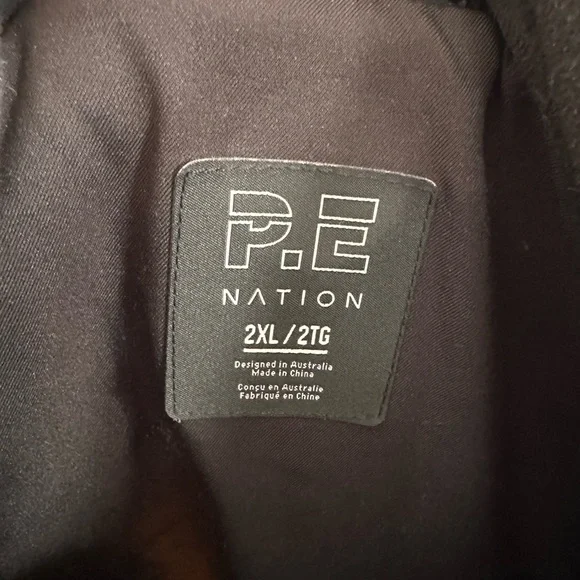 P.E
NATION
2XL/2TG
Designed in Australia
Made in China
Conçu en Australie
Fabriqué en Chine